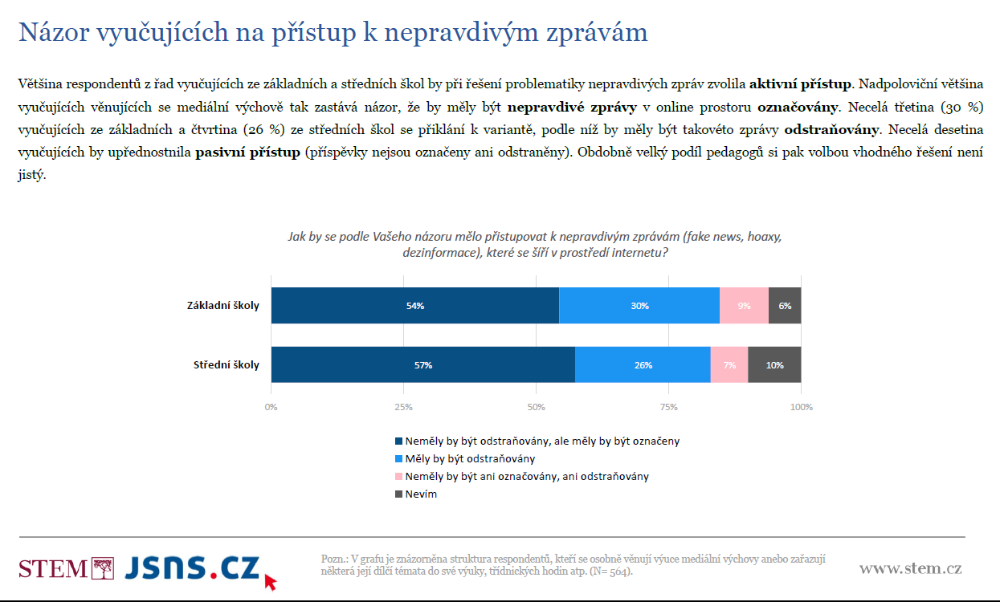 Názor vyučujících na přístup k nepravdivým zprávám
Většina respondentů z řad vyučujících ze základních a středních škol by při řešení problematiky nepravdivých zpráv zvolila aktivní přístup. Nadpoloviční většina
vyučujících věnujících se mediální výchově tak zastává názor, že by měly být nepravdivé zprávy v online prostoru označovány. Necelá třetina (30 %)
vyučujících ze základních a čtvrtina (26 %) ze středních škol se přiklání k variantě, podle níž by měly být takovéto zprávy odstraňovány. Necelá desetina
vyučujících by upřednostnila pasivní přístup (příspěvky nejsou označeny ani odstraněny). Obdobně velký podíl pedagogů si pak volbou vhodného řešení není
jistý.
Jak by se podle Vašeho názoru mělo přistupovat k nepravdivým zprávám (fake news, hoaxy,
dezinformace), které se šíří v prostředí internetu?
Základní školy 54% 30% 9% 6%
Střední školy 57% 26% 7% 10%
0% 25% 50% 75% 100%
Neměly by být odstraňovány, ale měly by být označeny
Měly by být odstraňovány
Neměly by být ani označovány, ani odstraňovány
Nevím
STEM JSNS.CZ
Pozn.: V grafu je znázorněna struktura respondentů, kteří se osobně věnují výuce mediální výchovy anebo zařazují
některá její dílčí témata do své výuky, třídnických hodin atp. (N= 564).
www.stem.cz